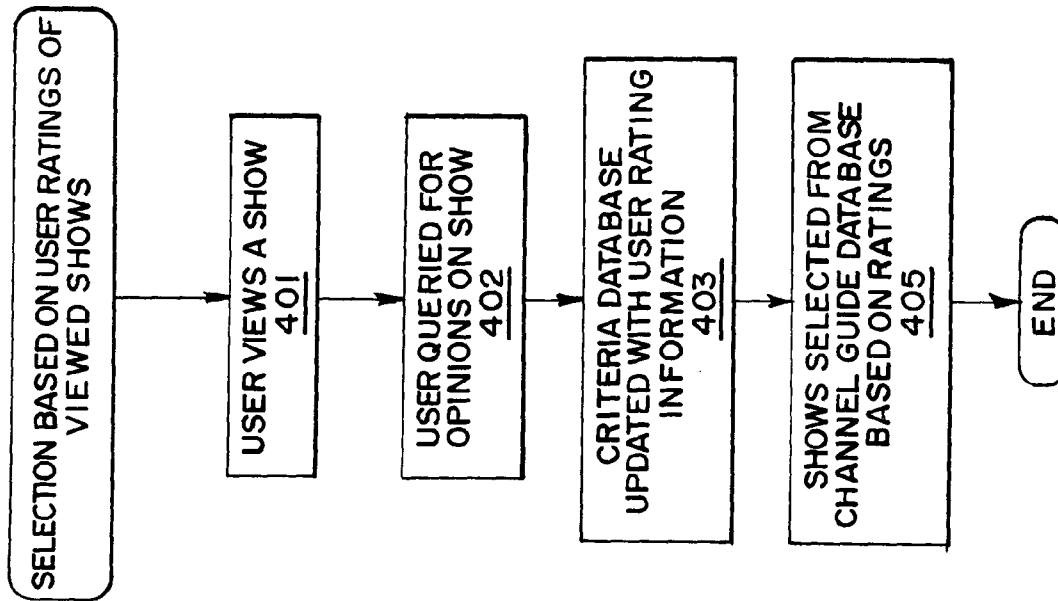 SELECTION BASED ON USER RATINGS OF
VIEWED SHOWS
USER VIEWS A SHOW
401
USER QUERIED FOR
OPINIONS ON SHOW
402
CRITERIA DATABASE
UPDATED WITH USER RATING
INFORMATION
403
SHOWS SELECTED FROM
CHANNEL GUIDE DATABASE
BASED ON RATINGS
405
END